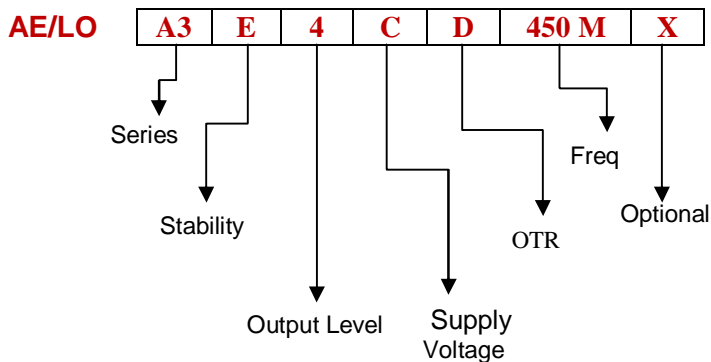 AE/LO A3 E 4 C D 450 M X
Series
Freq
Stability
OTR
Optional
Output Level
Supply
Voltage